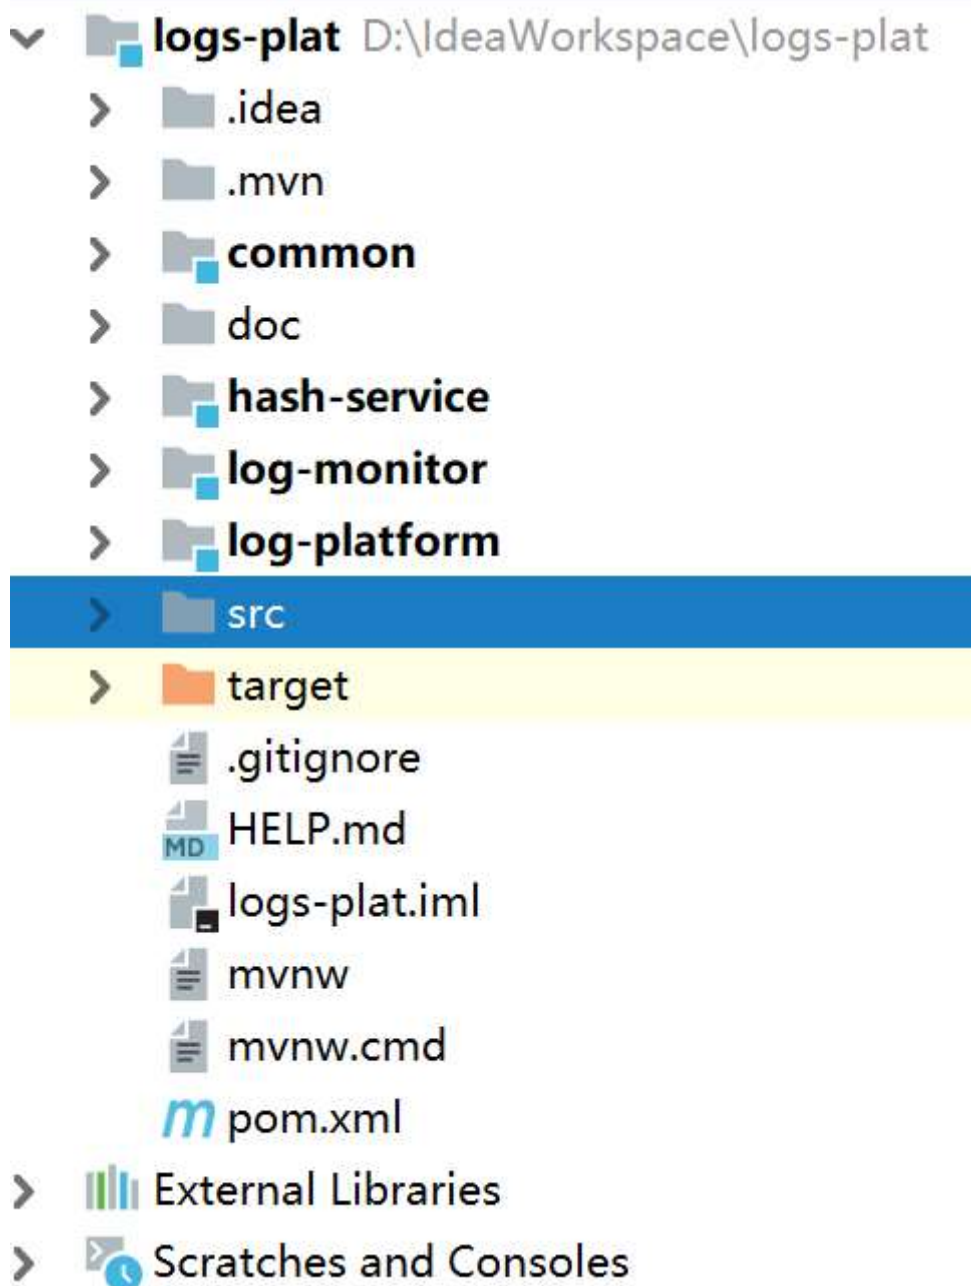 logs-plat D:\IdeaWorkspace\logs-plat
.idea
.mvn
common
doc
hash-service
log-monitor
log-platform
src
target
.gitignore
MD HELP.md
logs-plat.iml
mvnw
mvnw.cmd
m pom.xml
External Libraries
Scratches and Consoles